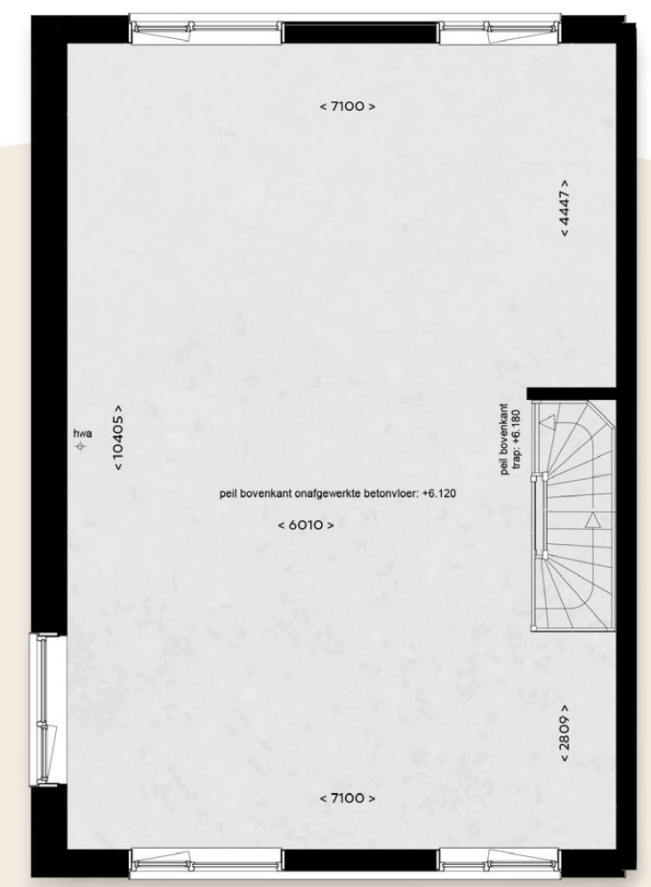 < 7100 >
< 4447 >
hwa
< 10405 >
peil bovenkant
trap: +6.180
peil bovenkant onafgewerkte betonvloer: +6.120
< 6010 >
< 2809 >
< 7100 >